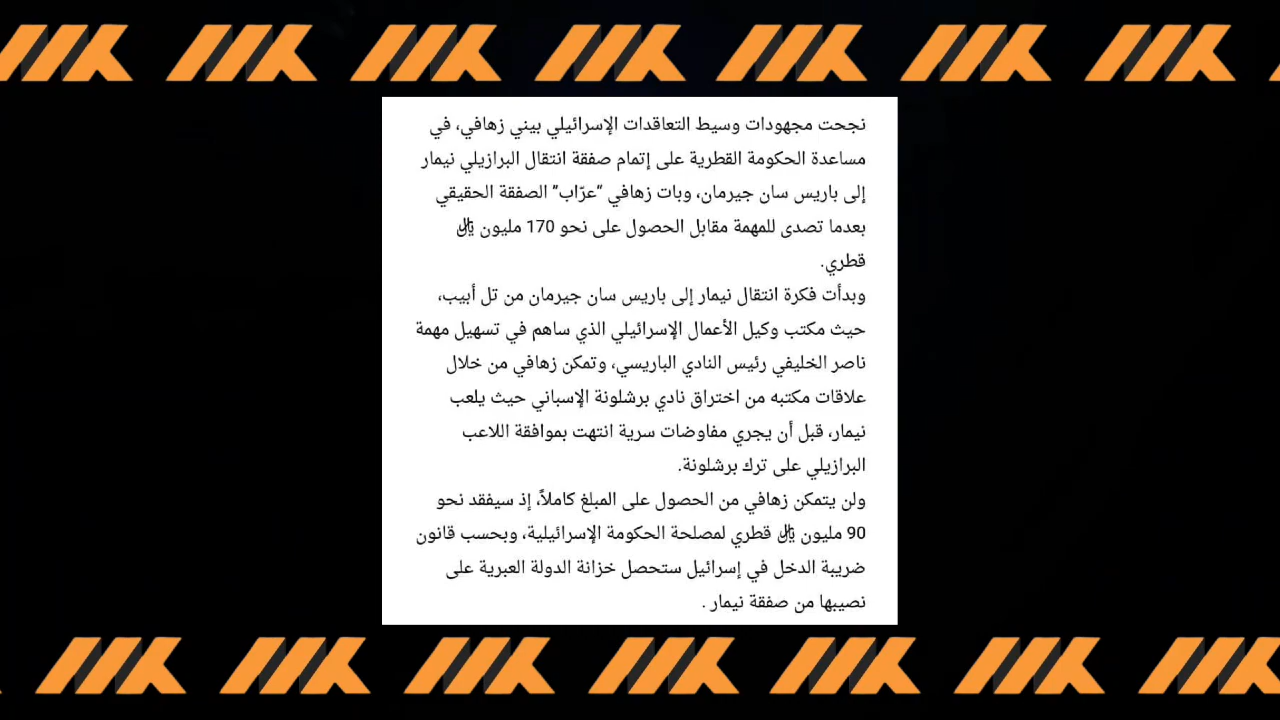 نجحت مجهودات وسيط التعاقدات الإسرائيلي بيني زهافي، في
مساعدة الحكومة القطرية على إتمام صفقة انتقال البرازيلي نيمار
إلى باريس سان جيرمان، وبات زهافي “عرّاب” الصفقة الحقيقي
بعدما تصدى للمهمة مقابل الحصول على نحو 170 مليون ﷼
قطري.
وبدأت فكرة انتقال نيمار إلى باريس سان جيرمان من تل أبيب،
حيث مكتب وكيل الأعمال الإسرائيلي الذي ساهم في تسهيل مهمة
ناصر الخليفي رئيس النادي الباريسي، وتمكن زهافي من خلال
علاقات مكتبه من اختراق نادي برشلونة الإسباني حيث يلعب
نيمار، قبل أن يجري مفاوضات سرية انتهت بموافقة اللاعب
البرازيلي على ترك برشلونة.
ولن يتمكن زهافي من الحصول على المبلغ كاملاً، إذ سيفقد نحو
90 مليون ﷼ قطري لمصلحة الحكومة الإسرائيلية، وبحسب قانون
ضريبة الدخل في إسرائيل ستحصل خزانة الدولة العبرية على
نصيبها من صفقة نيمار .